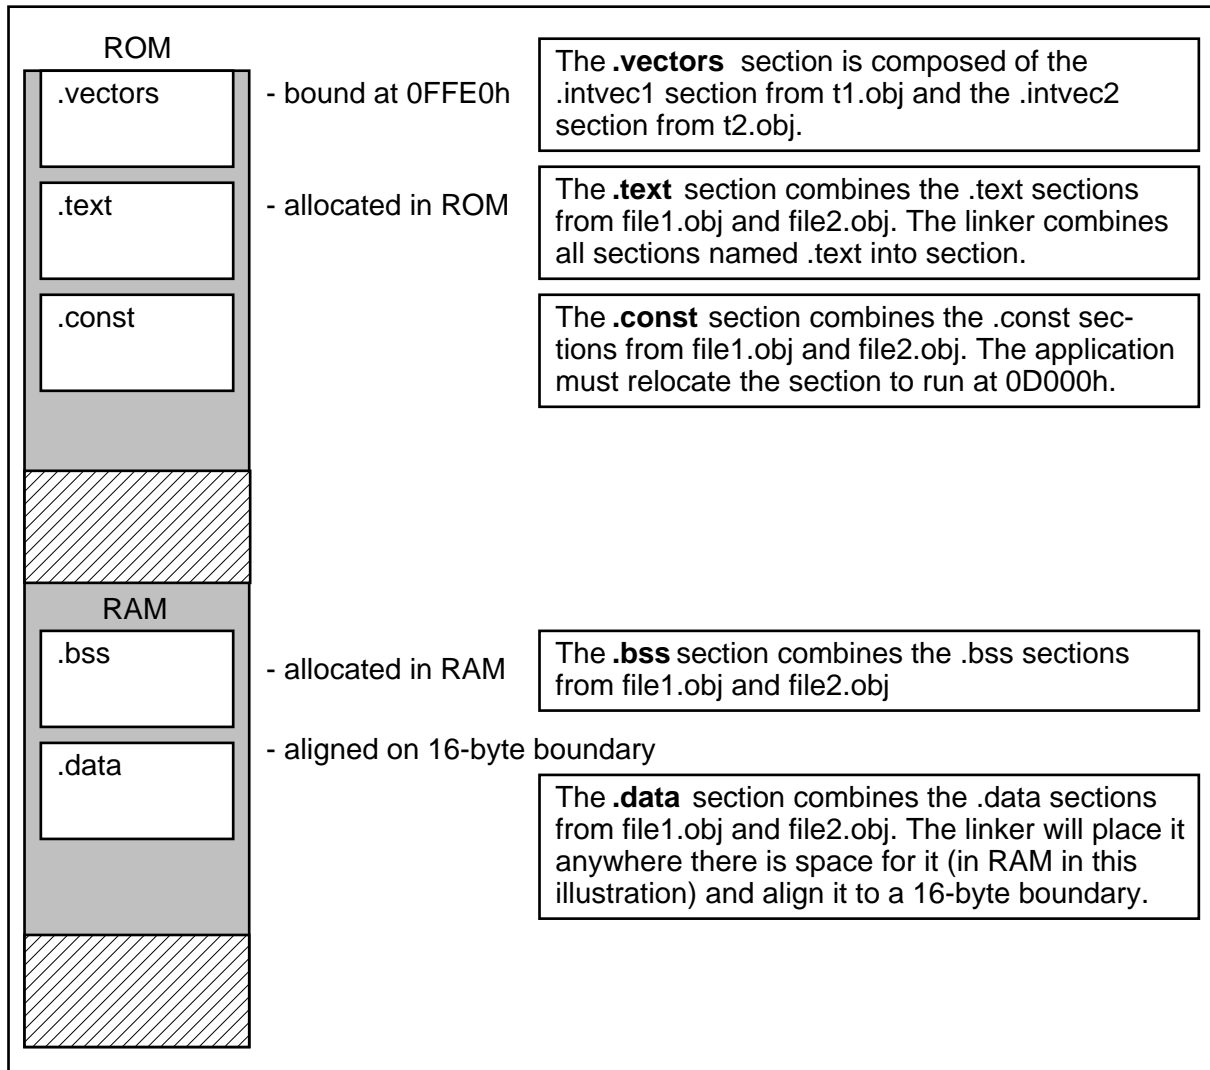 ROM
.vectors
- bound at 0FFE0h
The .vectors section is composed of the
.intvec1 section from t1.obj and the .intvec2
section from t2.obj.
.text
- allocated in ROM
The .text section combines the .text sections
from file1.obj and file2.obj. The linker combines
all sections named .text into section.
.const
The .const section combines the .const sec-
tions from file1.obj and file2.obj. The application
must relocate the section to run at 0D000h.
RAM
.bss
- allocated in RAM
The .bss section combines the .bss sections
from file1.obj and file2.obj
.data
- aligned on 16-byte boundary
The .data section combines the .data sections
from file1.obj and file2.obj. The linker will place it
anywhere there is space for it (in RAM in this
illustration) and align it to a 16-byte boundary.